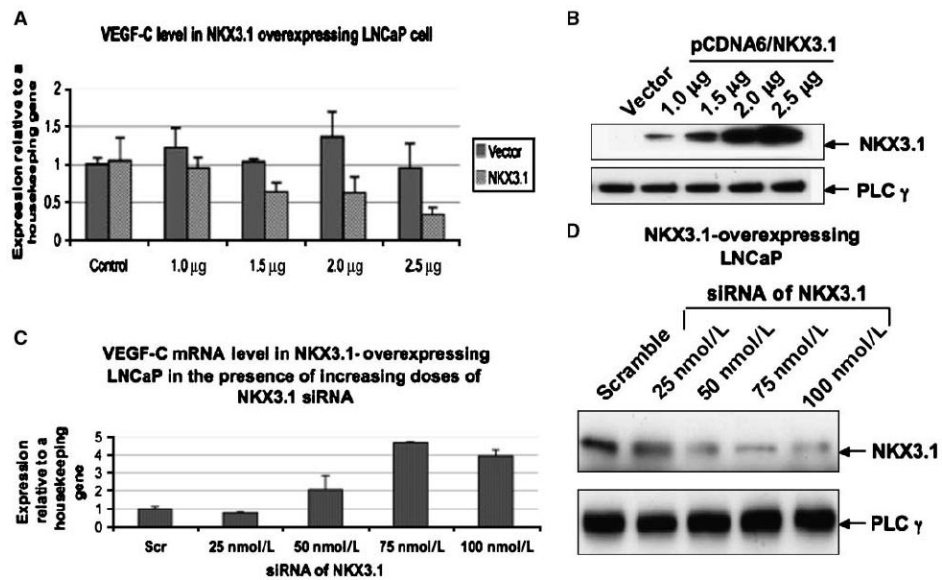 A
VEGF-C level in NKX3.1 overexpressing LNCaP cell
Expression relative to a
housekeeping gene
2
1.5
1
0.5
0
Control
1.0 µg
1.5 µg
2.0 µg
2.5 µg
Vector
NKX3.1
B
pCDNA6/NKX3.1
Vector
1.0 µg
1.5 µg
2.0 µg
2.5 µg
NKX3.1
PLC γ
C
VEGF-C mRNA level in NKX3.1- overexpressing
LNCaP in the presence of increasing doses of
NKX3.1 siRNA
Expression
relative to a
housekeeping
gene
5
4
3
2
1
0
Scr
25 nmol/L
50 nmol/L
75 nmol/L
100 nmol/L
siRNA of NKX3.1
D
NKX3.1-overexpressing
LNCaP
siRNA of NKX3.1
Scramble
25 nmol/L
50 nmol/L
75 nmol/L
100 nmol/L
NKX3.1
PLC γ